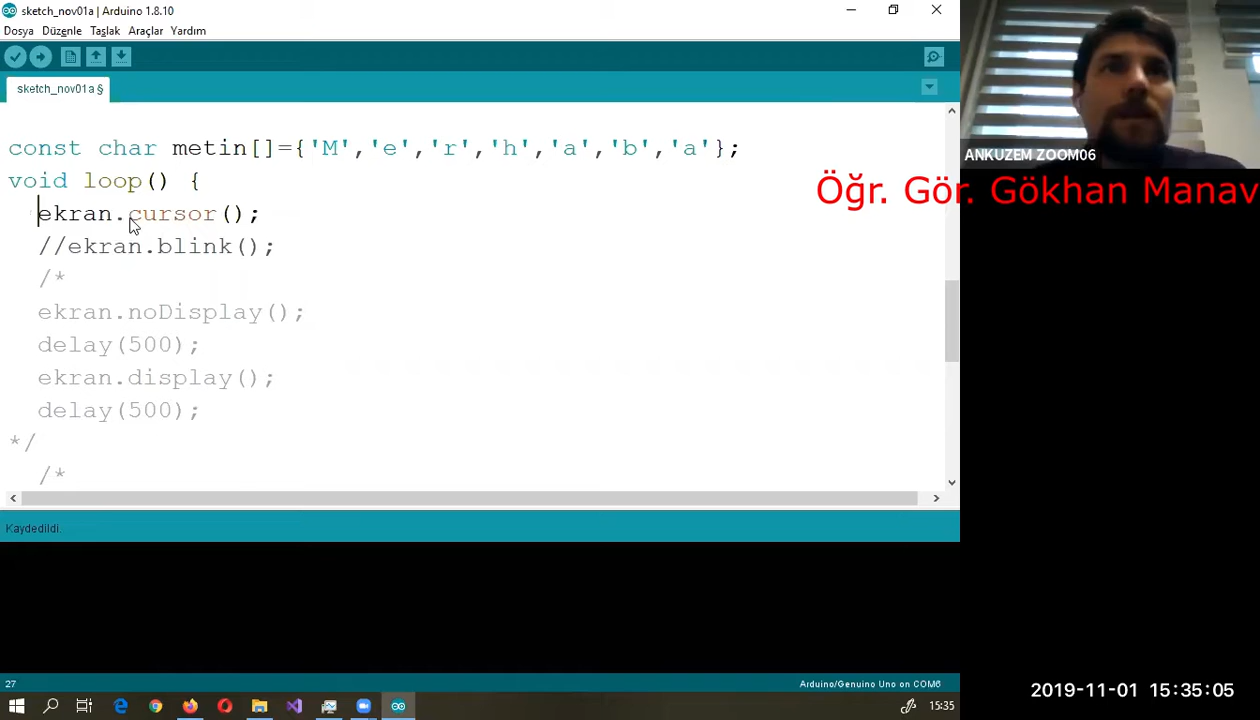 sketch_nov01a | Arduino 1.8.10
Dosya Düzenle Taşlak Araçlar Yardım
sketch_nov01a §
const char metin[]={'M','e','r','h','a','b','a'};
void loop() {
ekran.cursor();
//ekran.blink();
/*
ekran.noDisplay();
delay(500);
ekran.display();
delay(500);
*/
/*
Kaydedildi.
27
Arduino/Genuino Uno on COM6
15:35
ANKUZEM ZOOM06
Öğr. Gör. Gökhan Manav
2019-11-01 15:35:05